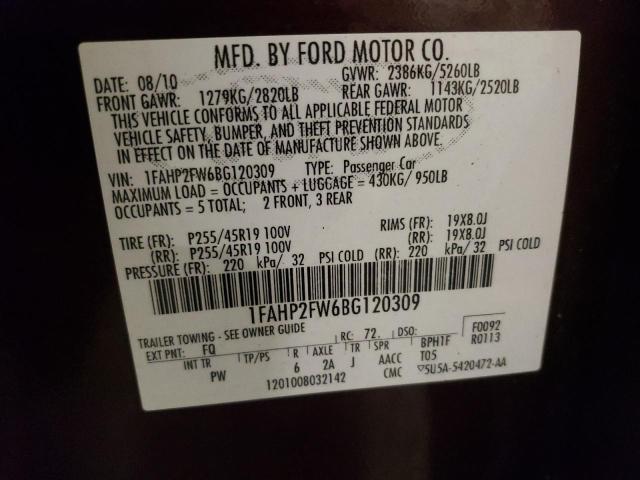 MFD. BY FORD MOTOR CO.
DATE: 08/10 GVWR: 2386KG/5260LB
FRONT GAWR: 1279KG/2820LB REAR GAWR: 1143KG/2520LB
THIS VEHICLE CONFORMS TO ALL APPLICABLE FEDERAL MOTOR
VEHICLE SAFETY, BUMPER, AND THEFT PREVENTION STANDARDS
IN EFFECT ON THE DATE OF MANUFACTURE SHOWN ABOVE.
VIN: 1FAHP2FW6BG120309 TYPE: Passenger Car
MAXIMUM LOAD = OCCUPANTS + LUGGAGE = 430KG/ 950LB
OCCUPANTS = 5 TOTAL; 2 FRONT, 3 REAR
TIRE (FR): P255/45R19 100V RIMS (FR): 19X8.0J
(RR): P255/45R19 100V (RR): 19X8.0J
PRESSURE (FR): 220 kPa/ 32 PSI COLD (RR): 220 kPa/ 32 PSI COLD
1FAHP2FW6BG120309
TRAILER TOWING - SEE OWNER GUIDE F0092
EXT PNT: FQ RC: 72. DSO: R0113
INT TR TP/PS R AXLE TR SPR BPH1F
PW 6 2A J AACC T05
1201008032142 CMC 5U5A-5420472-AA